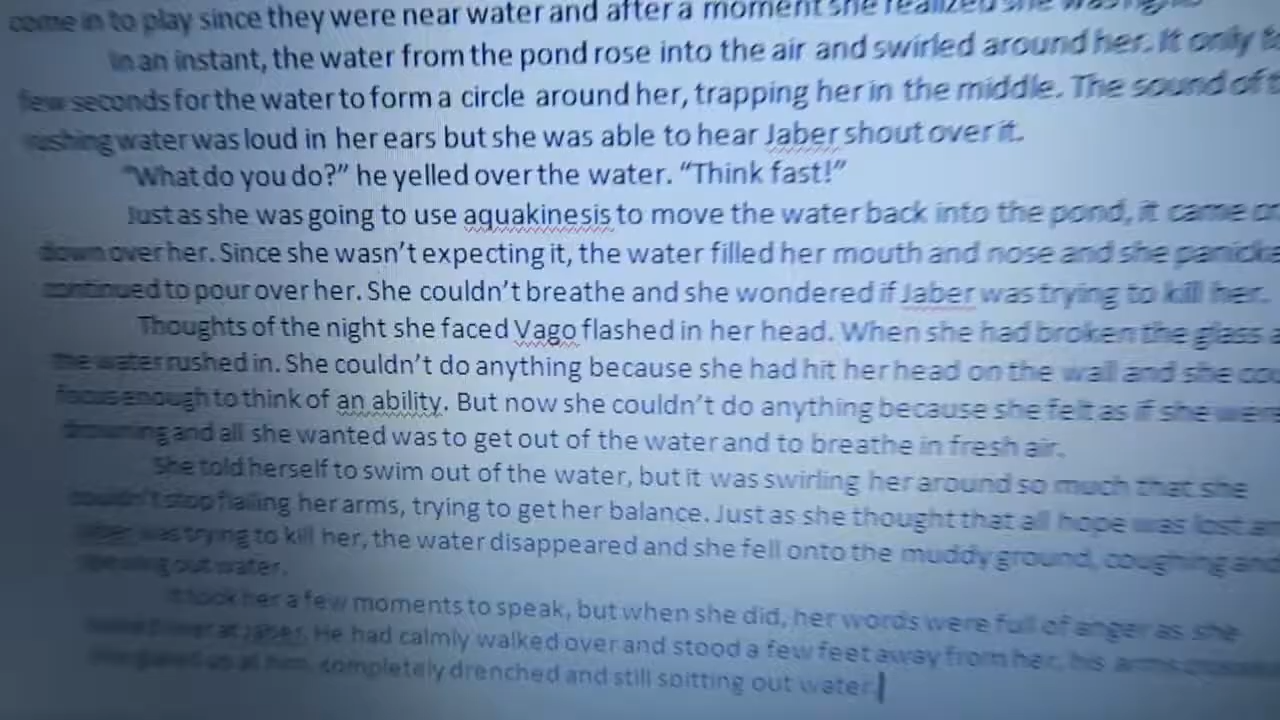 come in to play since they were near water and after a moment she realized she was
In an instant, the water from the pond rose into the air and swirled around her. It only
few seconds for the water to form a circle around her, trapping her in the middle. The sound of
rushing water was loud in her ears but she was able to hear Jaber shout over it.
"What do you do?" he yelled over the water. "Think fast!"
Just as she was going to use aquakinesis to move the water back into the pond, it came
down over her. Since she wasn't expecting it, the water filled her mouth and nose and she
continued to pour over her. She couldn't breathe and she wondered if Jaber was trying to kill her.
Thoughts of the night she faced Vago flashed in her head. When she had broken the glass
the water rushed in. She couldn't do anything because she had hit her head on the wall and she
focus enough to think of an ability. But now she couldn't do anything because she felt as if she were
drowning and all she wanted was to get out of the water and to breathe in fresh air.
She told herself to swim out of the water, but it was swirling her around so much that she
couldn't stop flailing her arms, trying to get her balance. Just as she thought that all hope was lost
Jaber was trying to kill her, the water disappeared and she fell onto the muddy ground, coughing and
out water.
It took her a few moments to speak, but when she did, her words were full of anger as she
at Jaber. He had calmly walked over and stood a few feet away from her, his arms
up at him, completely drenched and still spitting out water.